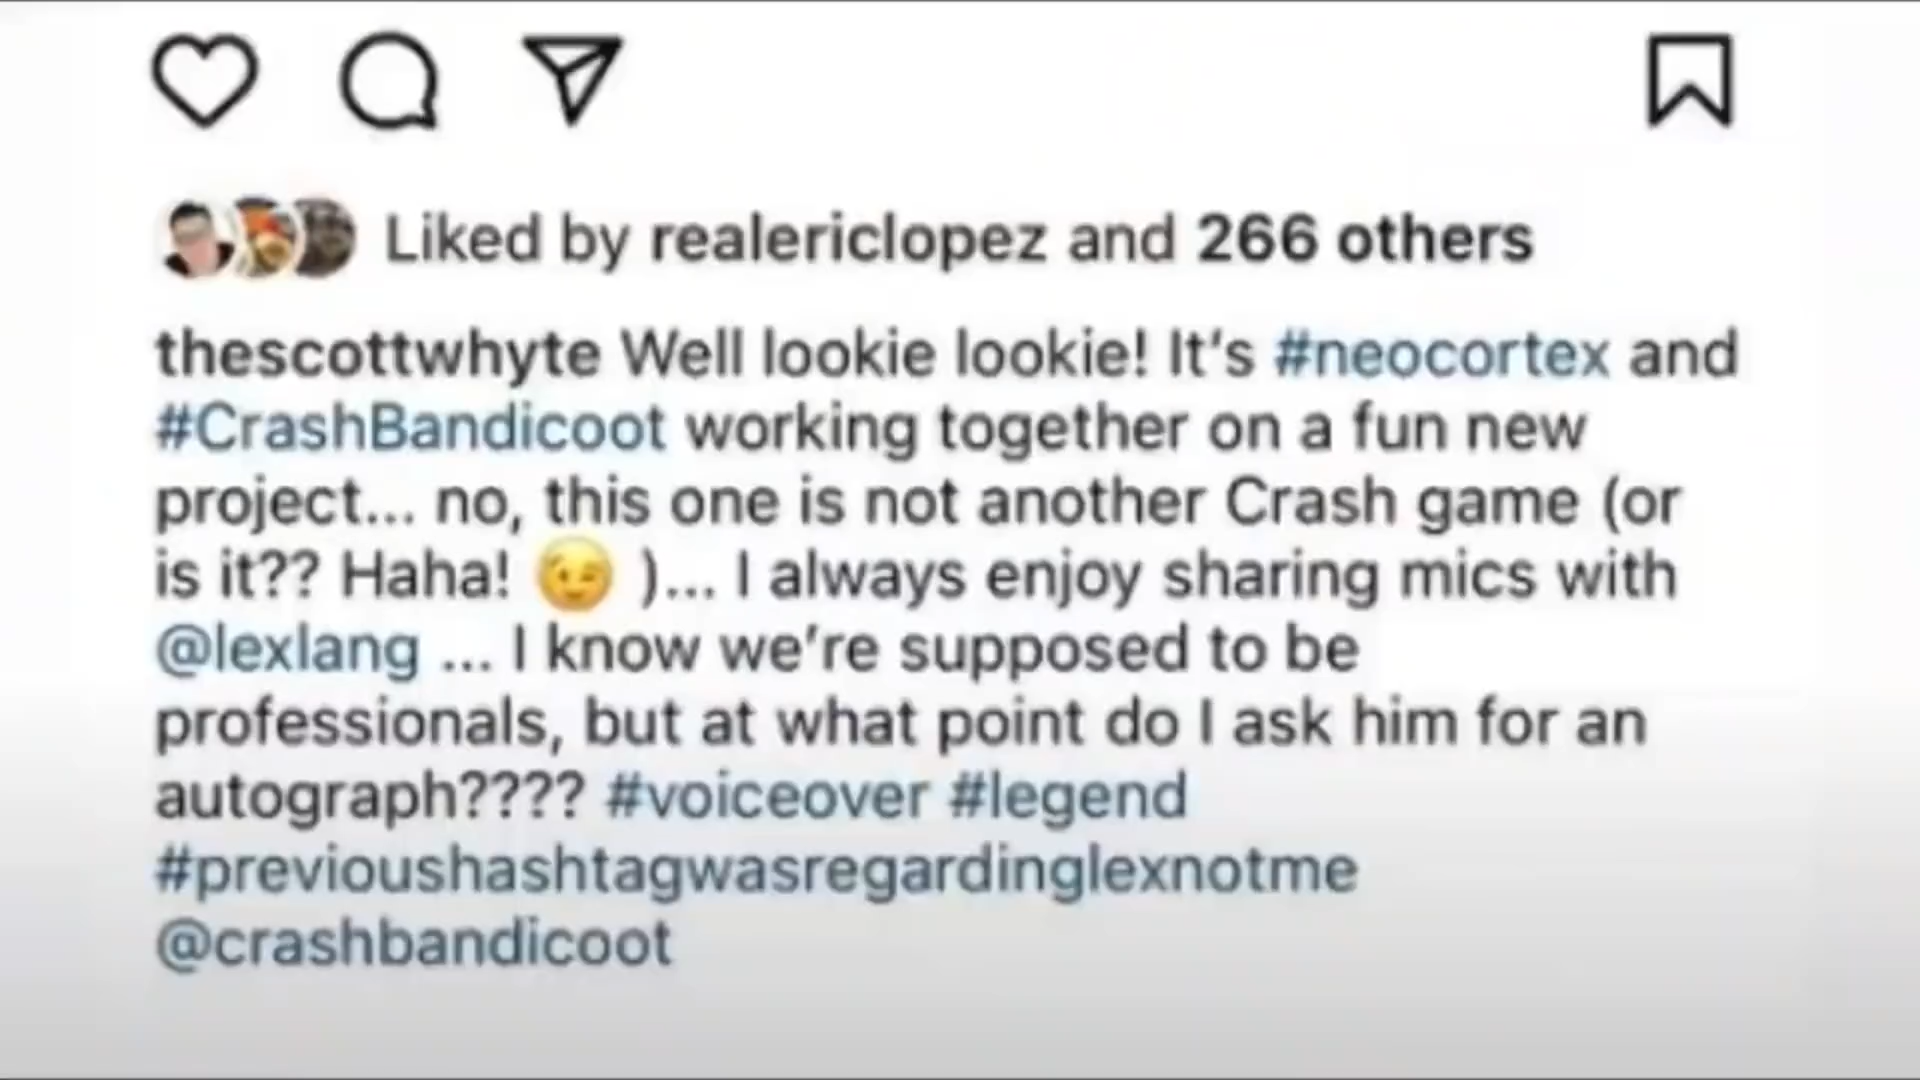 Liked by realericlopez and 266 others
thescottwhyte Well lookie lookie! It's #neocortex and
#CrashBandicoot working together on a fun new
project... no, this one is not another Crash game (or
is it?? Haha! 😉 )... I always enjoy sharing mics with
@lexlang ... I know we're supposed to be
professionals, but at what point do I ask him for an
autograph???? #voiceover #legend
#previoushashtagwasregardinglexnotme
@crashbandicoot